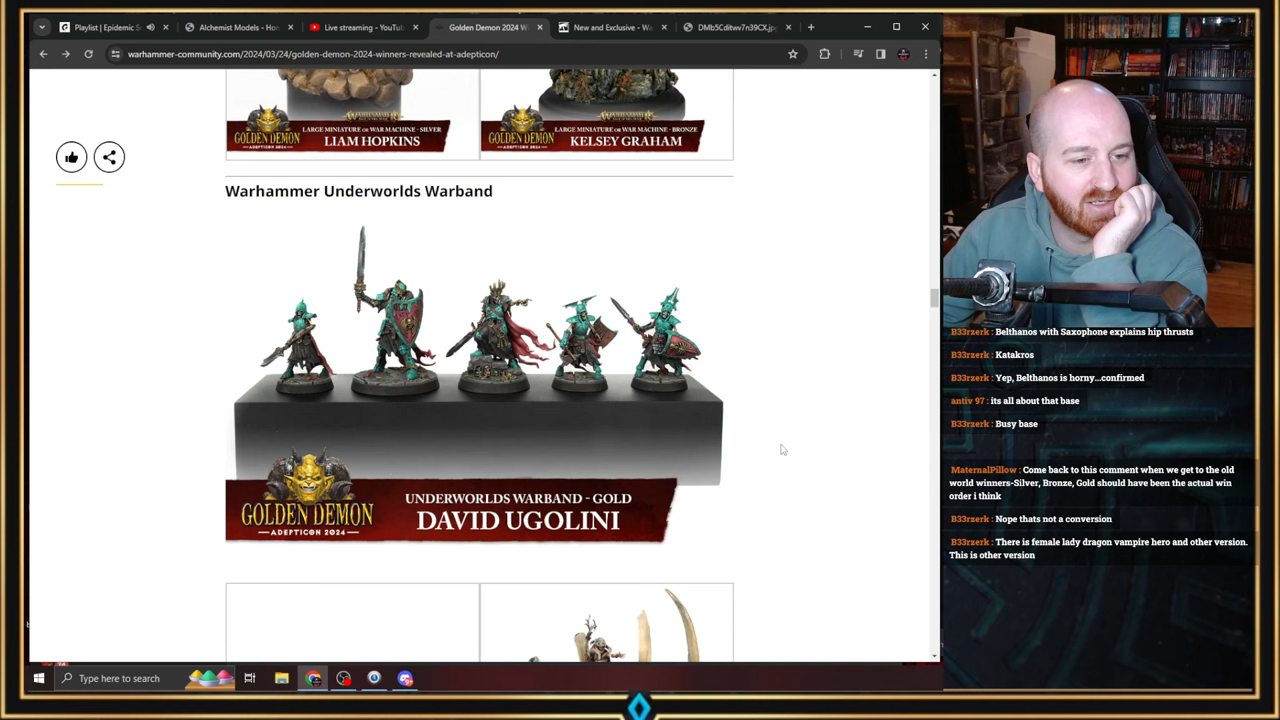 Playlist | Epidemic S
Alchemist Models - Ho
Live streaming - YouTu
Golden Demon 2024 W
New and Exclusive - Wa
DMb5Cditw7n39CX.jp
warhammer-community.com/2024/03/24/golden-demon-2024-winners-revealed-at-adepticon/
WARHAMMER
WARHAMMER
LARGE MINIATURE or WAR MACHINE - SILVER
LARGE MINIATURE or WAR MACHINE - BRONZE
GOLDEN DEMON
LIAM HOPKINS
GOLDEN DEMON
KELSEY GRAHAM
ADEPTICON 2024
ADEPTICON 2024
Warhammer Underworlds Warband
UNDERWORLDS WARBAND - GOLD
GOLDEN DEMON
DAVID UGOLINI
ADEPTICON 2024
B33rzerk : Belthanos with Saxophone explains hip thrusts
B33rzerk : Katakros
B33rzerk : Yep, Belthanos is horny...confirmed
antiv 97 : its all about that base
B33rzerk : Busy base
MaternalPillow : Come back to this comment when we get to the old
world winners-Silver, Bronze, Gold should have been the actual win
order i think
B33rzerk : Nope thats not a conversion
B33rzerk : There is female lady dragon vampire hero and other version.
This is other version
Type here to search